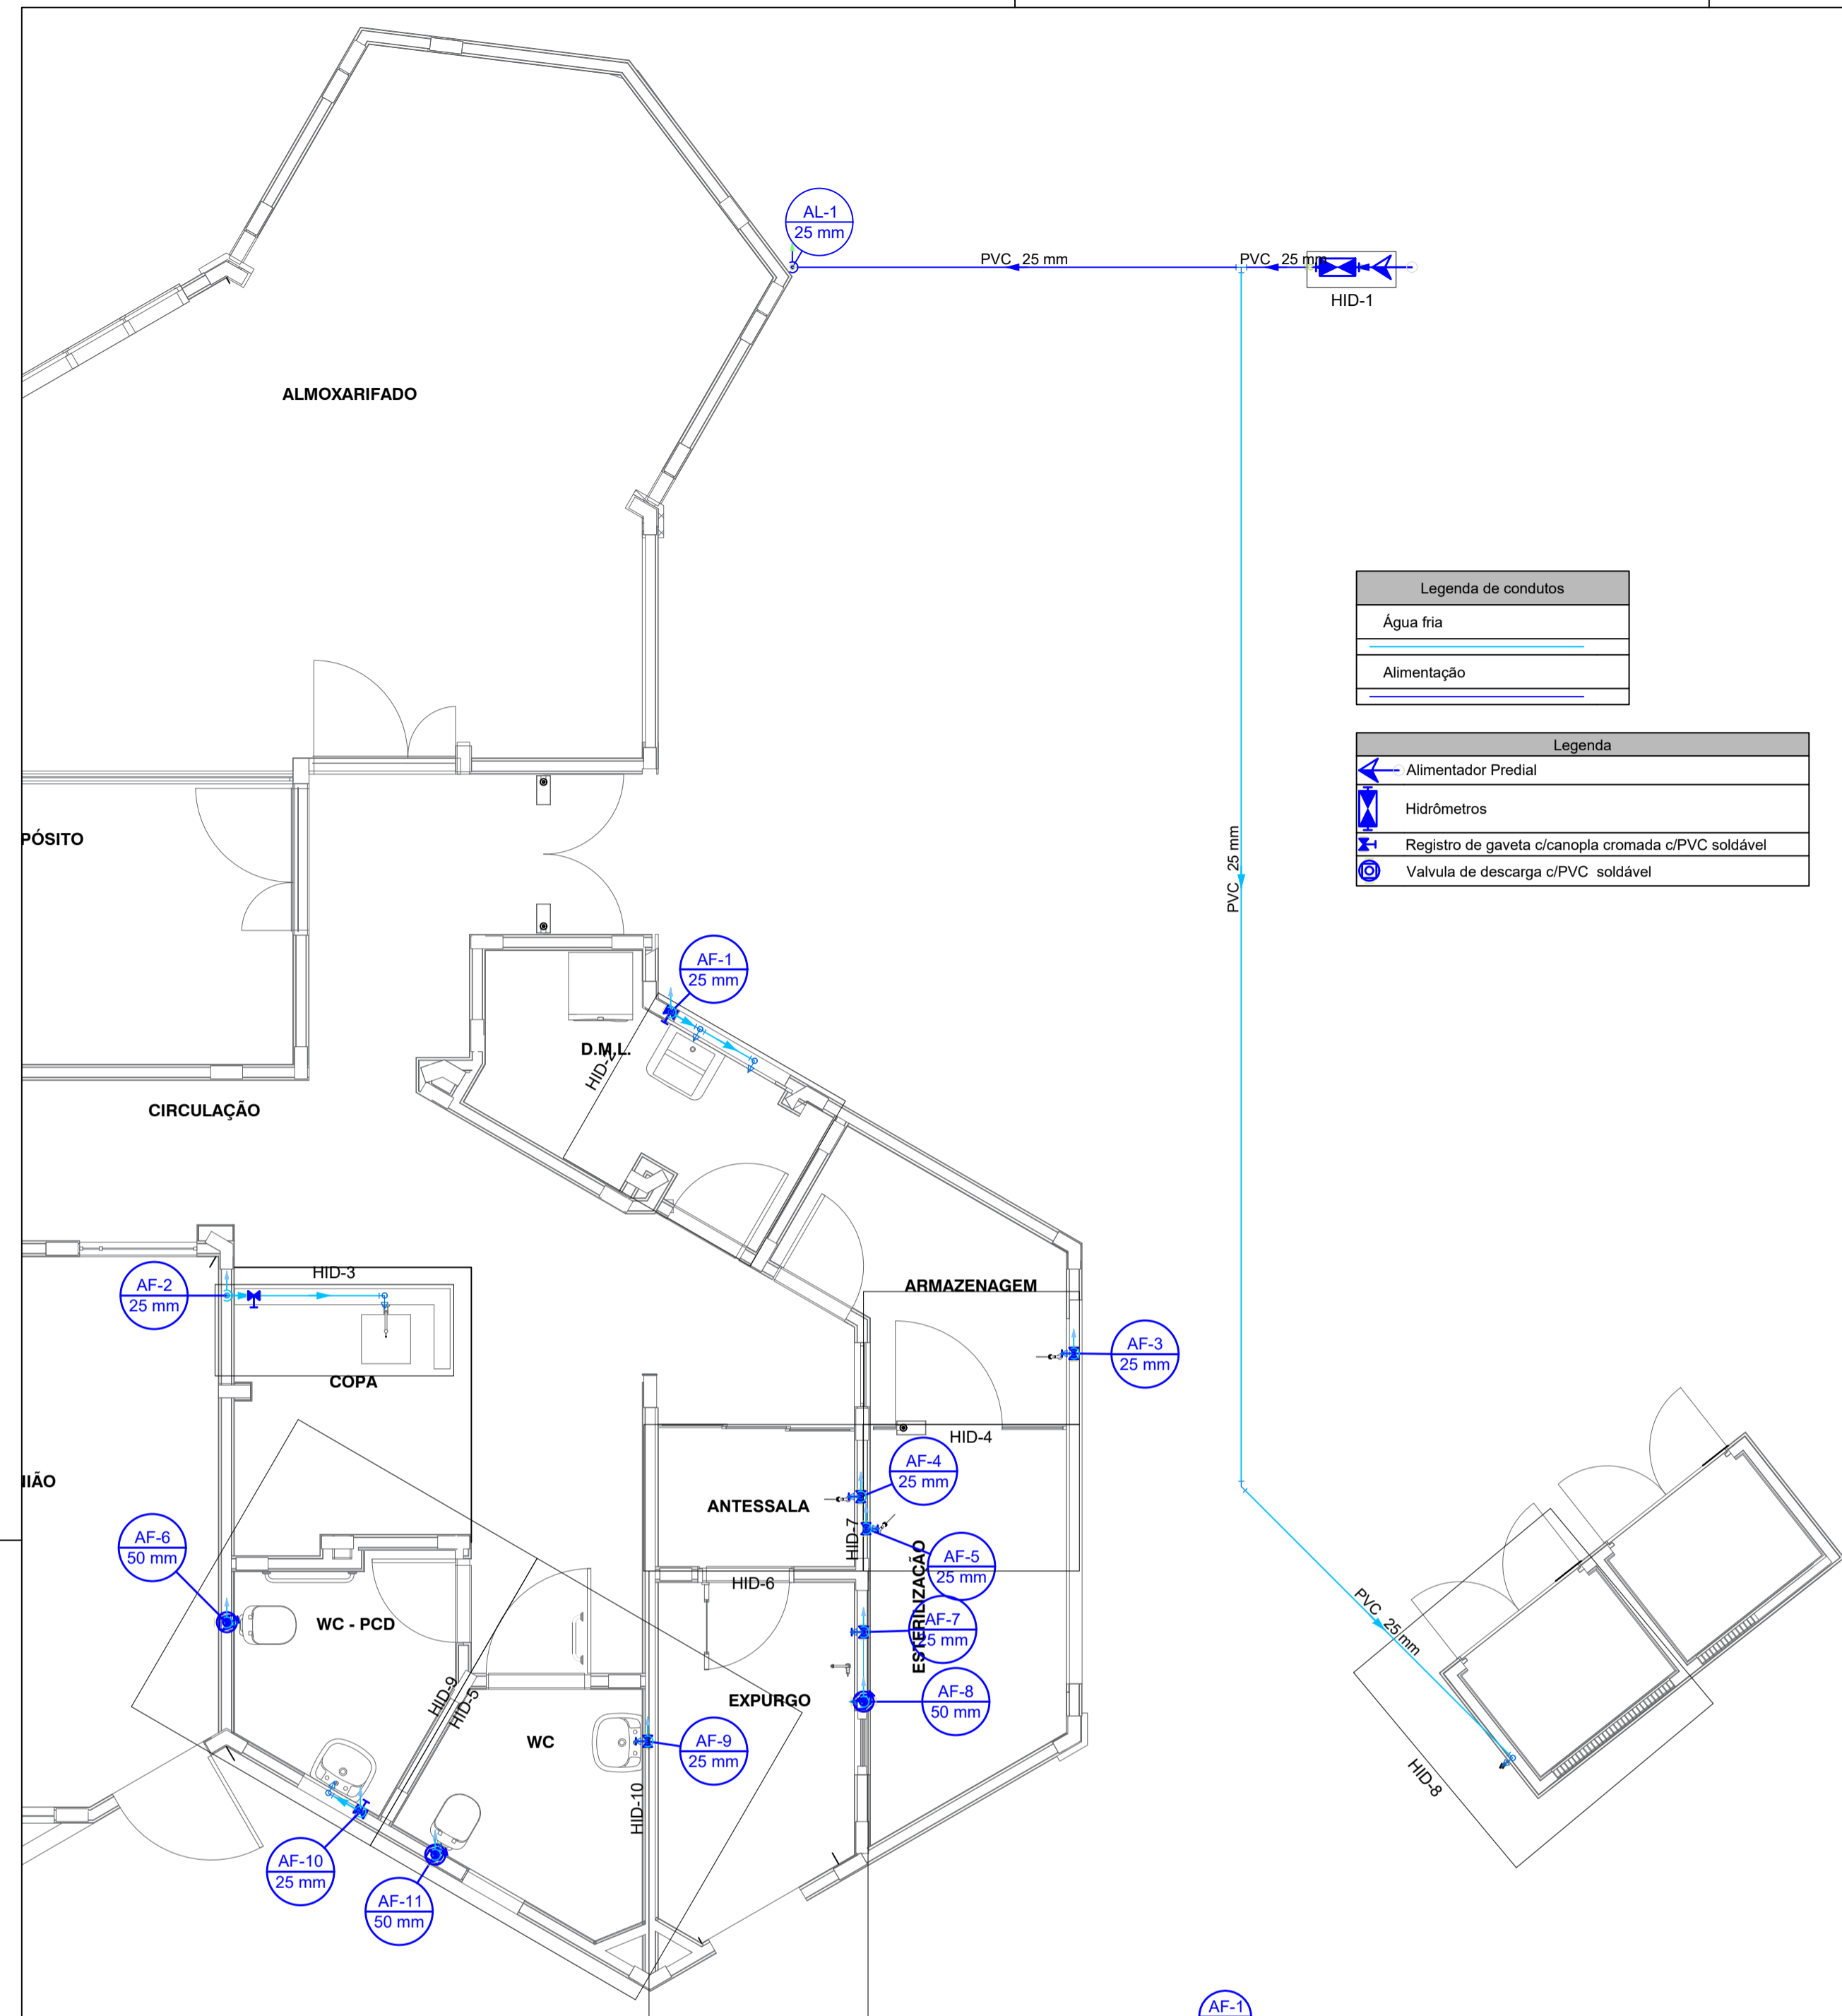 AL-1
25 mm
PVC 25 mm
PVC 25 mm
HID-1
ALMOXARIFADO
Legenda de condutos
Água fria
Alimentação
Legenda
Alimentador Predial
Hidrômetros
Registro de gaveta c/canopla cromada c/PVC soldável
Valvula de descarga c/PVC soldável
PÓSITO
PVC 25 mm
AF-1
25 mm
D.M.L.
HID-2
CIRCULAÇÃO
HID-3
AF-2
25 mm
ARMAZENAGEM
AF-3
25 mm
COPA
HID-4
AF-4
25 mm
NIÃO
ANTESSALA
HID-7
AF-6
50 mm
AF-5
25 mm
HID-6
ESTERILIZAÇÃO
WC - PCD
AF-7
25 mm
PVC 25 mm
HID-9
HID-5
EXPURGO
AF-8
50 mm
WC
AF-9
25 mm
HID-10
HID-8
AF-10
25 mm
AF-11
50 mm
AF-1